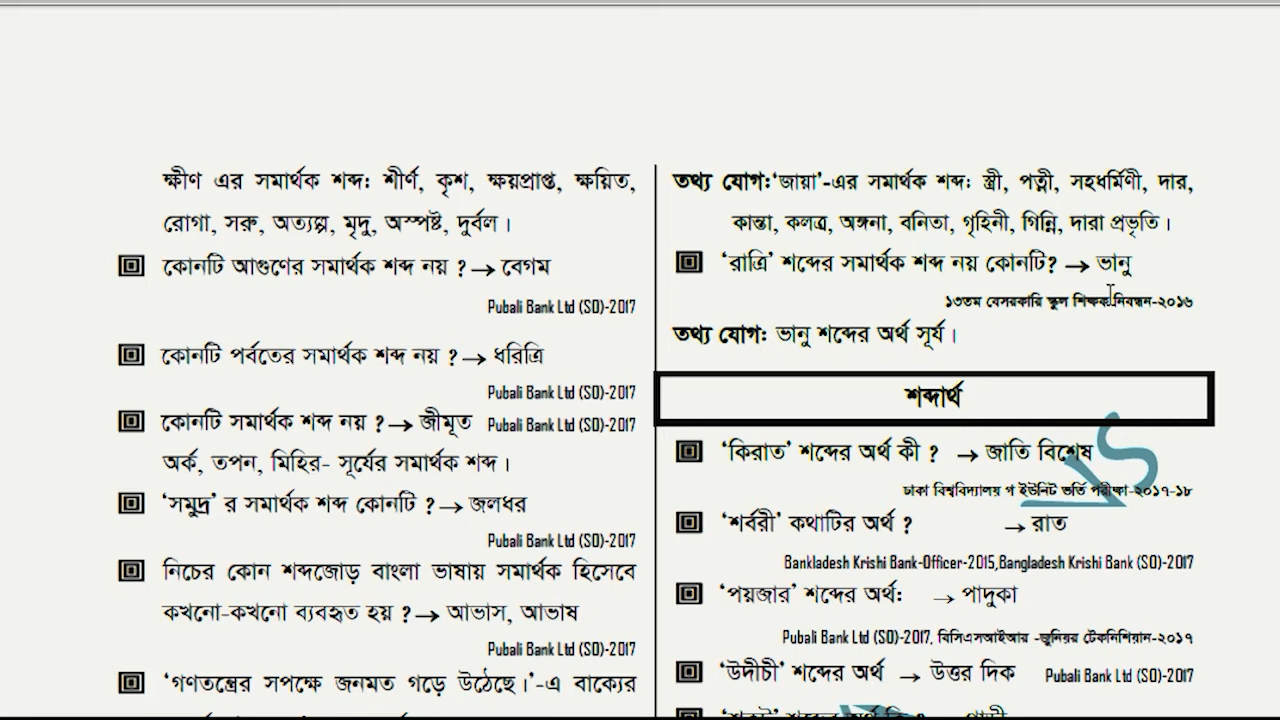 ক্ষীণ এর সমার্থক শব্দ: শীর্ণ, কৃশ, ক্ষয়প্রাপ্ত, ক্ষয়িত,
রোগা, সরু, অত্যল্প, মৃদু, অস্পষ্ট, দুর্বল।
কোনটি আগুণের সমার্থক শব্দ নয় ?→ বেগম
Pubali Bank Ltd (SO)-2017
কোনটি পর্বতের সমার্থক শব্দ নয় ?→ ধরিত্রি
Pubali Bank Ltd (SO)-2017
কোনটি সমার্থক শব্দ নয় ?→ জীমূত Pubali Bank Ltd (SO)-2017
অর্ক, তপন, মিহির- সূর্যের সমার্থক শব্দ।
‘সমুদ্র’ র সমার্থক শব্দ কোনটি ?→ জলধর
Pubali Bank Ltd (SO)-2017
নিচের কোন শব্দজোড় বাংলা ভাষায় সমার্থক হিসেবে
কখনো-কখনো ব্যবহৃত হয় ?→ আভাস, আভাষ
Pubali Bank Ltd (SO)-2017
‘গণতন্ত্রের সপক্ষে জনমত গড়ে উঠেছে।’-এ বাক্যের
তথ্য যোগ:‘জায়া’-এর সমার্থক শব্দ: স্ত্রী, পত্নী, সহধর্মিণী, দার,
কান্তা, কলত্র, অঙ্গনা, বনিতা, গৃহিনী, গিন্নি, দারা প্রভৃতি।
‘রাত্রি’ শব্দের সমার্থক শব্দ নয় কোনটি? → ভানু
১৩তম বেসরকারি স্কুল শিক্ষক নিবন্ধন-২০১৬
তথ্য যোগ: ভানু শব্দের অর্থ সূর্য।
শব্দার্থ
‘কিরাত’ শব্দের অর্থ কী ? → জাতি বিশেষ
ঢাকা বিশ্ববিদ্যালয় গ ইউনিট ভর্তি পরীক্ষা-২০১৭-১৮
‘শর্বরী’ কথাটির অর্থ ? → রাত
Bankladesh Krishi Bank-Officer-2015,Bangladesh Krishi Bank (SO)-2017
‘পয়জার’ শব্দের অর্থ: → পাদুকা
Pubali Bank Ltd (SO)-2017, বিসিএসআইআর -জুনিয়র টেকনিশিয়ান-২০১৭
‘উদীচী’ শব্দের অর্থ → উত্তর দিক Pubali Bank Ltd (SO)-2017